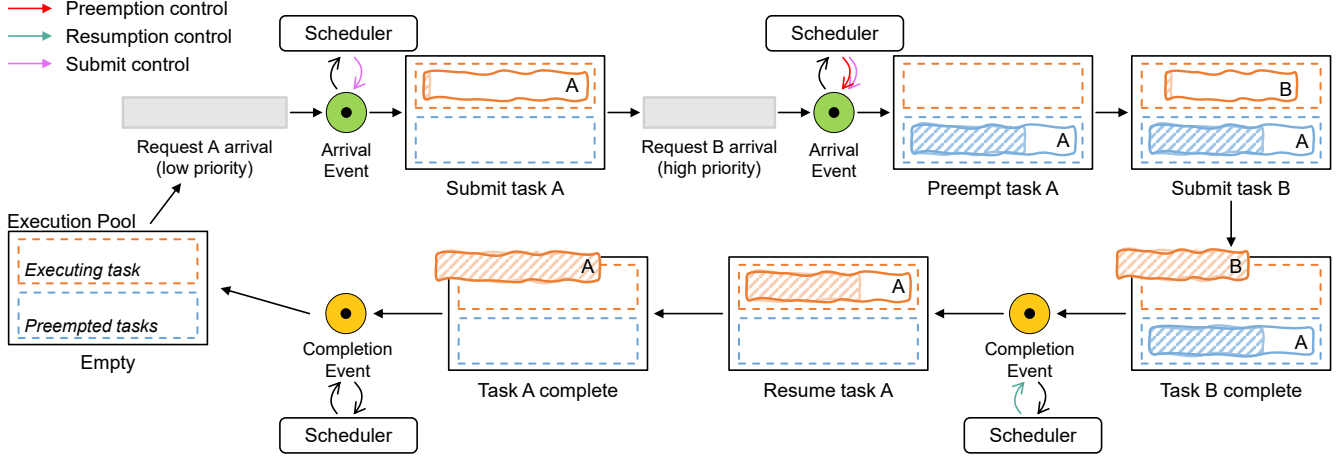 Preemption control
Resumption control
Submit control
Scheduler
Scheduler
A
B
A
A
Request A arrival
(low priority)
Arrival
Event
Submit task A
Request B arrival
(high priority)
Arrival
Event
Preempt task A
Submit task B
Execution Pool
Executing task
Preempted tasks
Empty
Completion
Event
Scheduler
A
Task A complete
A
Resume task A
Completion
Event
Scheduler
B
A
Task B complete